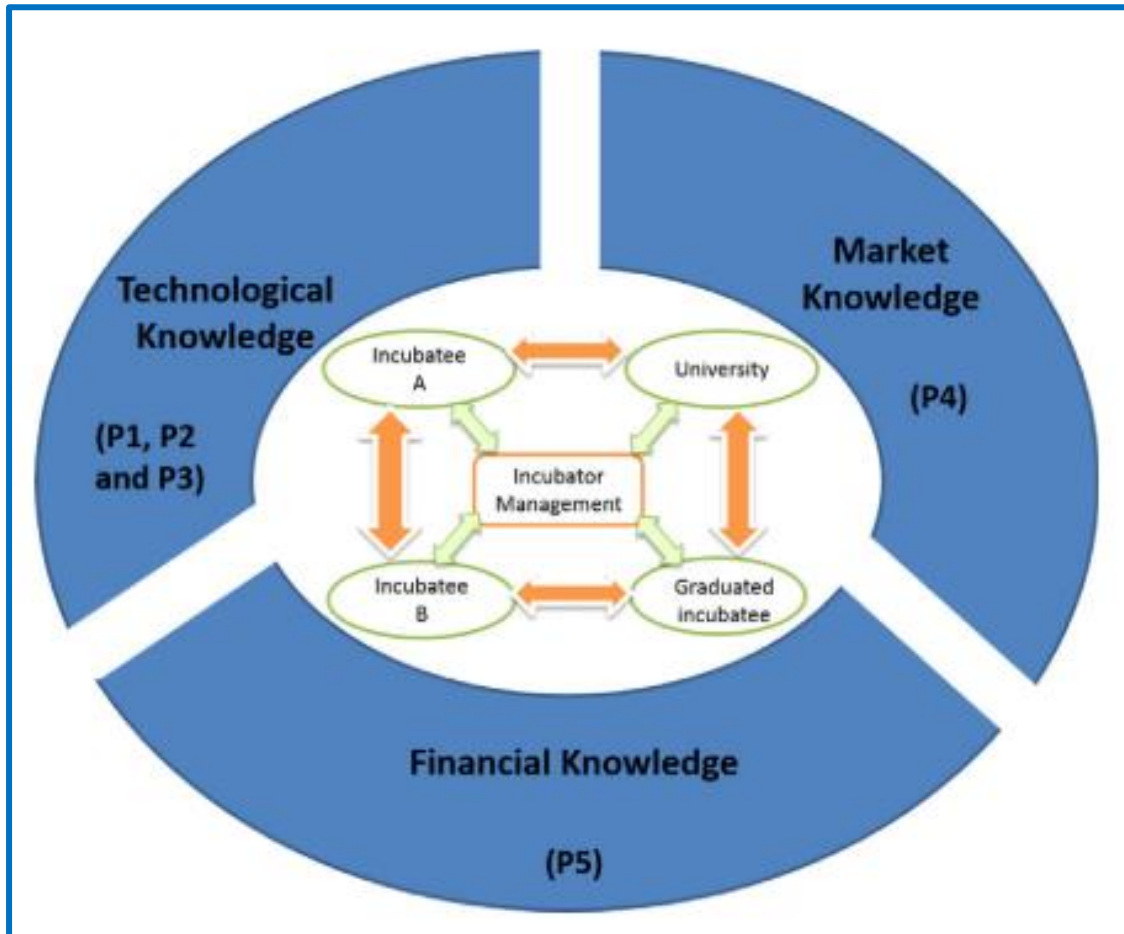 Technological
Knowledge
(P1, P2
and P3)
Market
Knowledge
(P4)
Incubatee
A
University
Incubator
Management
Incubatee
B
Graduated
incubatee
Financial Knowledge
(P5)